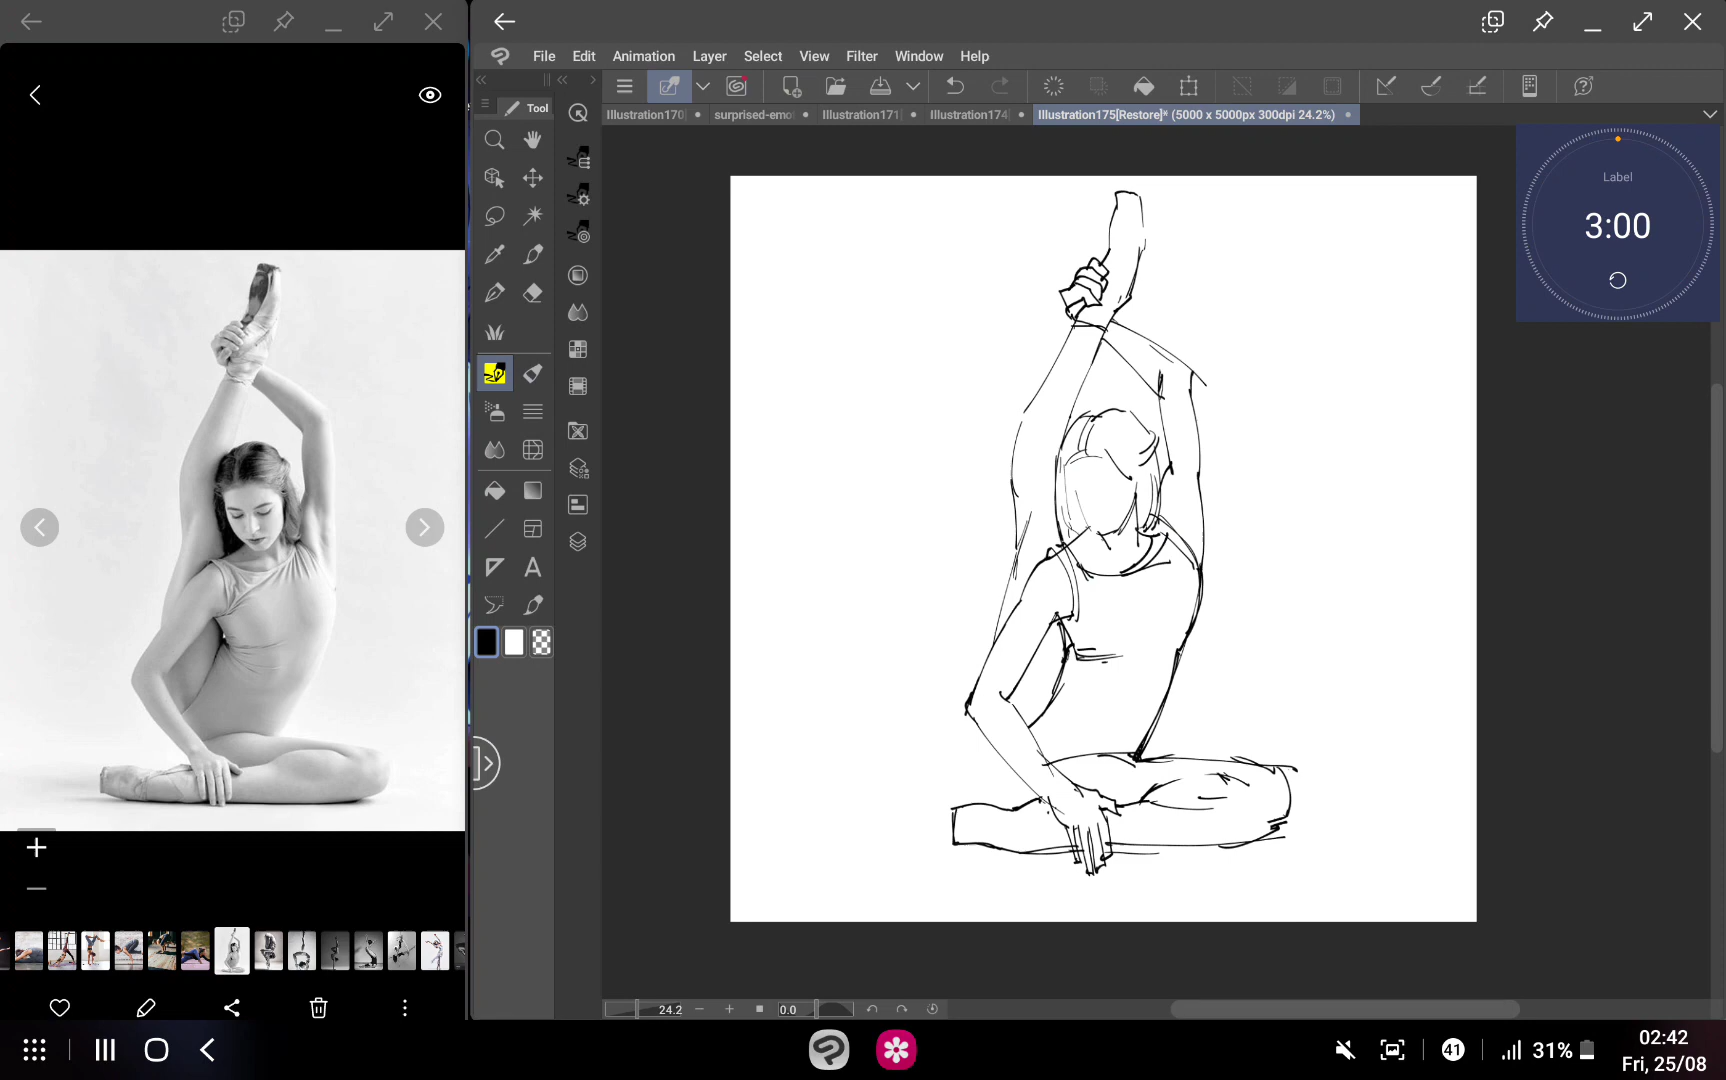 File Edit Animation Layer Select View Filter Window Help
Tool
Illustration170 surprised-emo Illustration171 Illustration174 Illustration175[Restore]* (5000 x 5000px 300dpi 24.2%)
Label
3:00
A
24.2 0.0
41 31% 02:42
Fri, 25/08